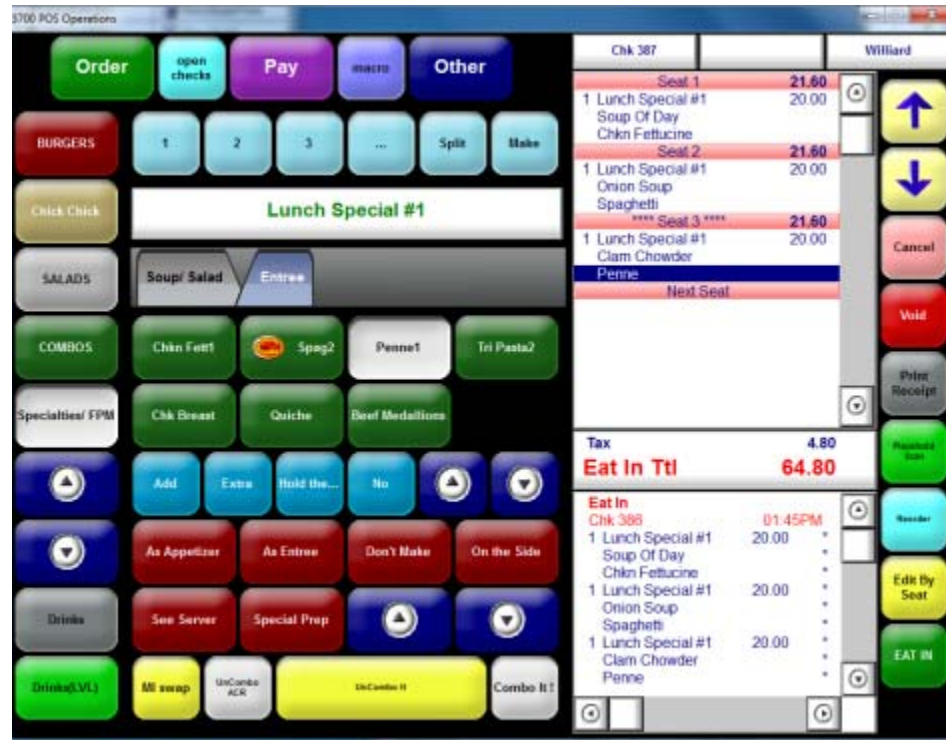 3700 POS Operations
Order
open checks
Pay
macro
Other
BURGERS
1
2
3
...
Split
Make
Chick Chick
Lunch Special #1
SALADS
Soup/ Salad
Entree
COMBOS
Chkn Fett1
Spag2
Penne1
Tri Pasta2
Specialties/ FPM
Chk Breast
Quiche
Beef Medallions
Add
Extra
Hold the...
No
As Appetizer
As Entree
Don't Make
On the Side
Drinks
See Server
Special Prep
Drinks(LVL)
MI swap
UnCombo ACR
UnCombo It
Combo It !
Chk 387
Williard
Seat 1 21.60
1 Lunch Special #1 20.00
Soup Of Day
Chkn Fettucine
Seat 2 21.60
1 Lunch Special #1 20.00
Onion Soup
Spaghetti
**** Seat 3 **** 21.60
1 Lunch Special #1 20.00
Clam Chowder
Penne
Next Seat
Tax 4.80
Eat In Ttl 64.80
Eat In
Chk 386 01:45PM
1 Lunch Special #1 20.00 *
Soup Of Day *
Chkn Fettucine *
1 Lunch Special #1 20.00 *
Onion Soup *
Spaghetti *
1 Lunch Special #1 20.00 *
Clam Chowder *
Penne *
Cancel
Void
Print Receipt
Reorder
Edit By Seat
EAT IN